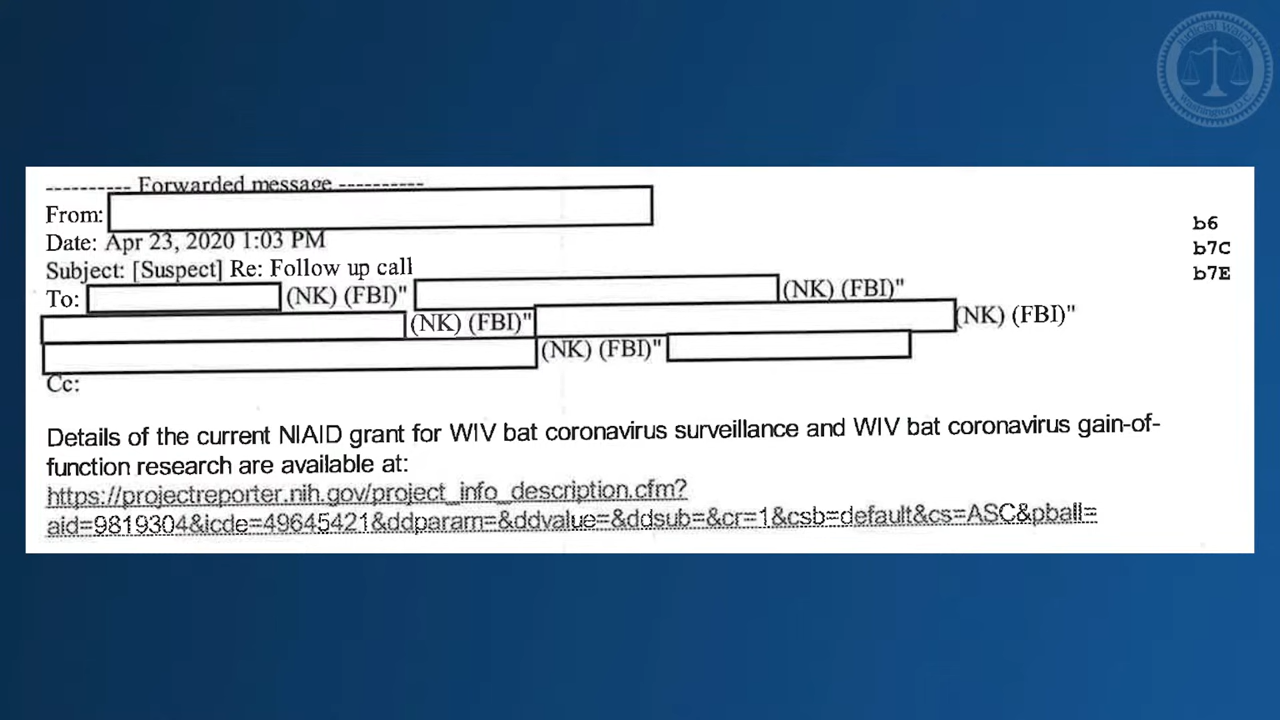 Judicial Watch
Washington D.C.
---------- Forwarded message ----------
From:
Date: Apr 23, 2020 1:03 PM
Subject: [Suspect] Re: Follow up call
To: (NK) (FBI)" (NK) (FBI)"
(NK) (FBI)" (NK) (FBI)"
(NK) (FBI)"
Cc:
b6
b7C
b7E
Details of the current NIAID grant for WIV bat coronavirus surveillance and WIV bat coronavirus gain-of-
function research are available at:
https://projectreporter.nih.gov/project_info_description.cfm?
aid=9819304&icde=49645421&ddparam=&ddvalue=&ddsub=&cr=1&csb=default&cs=ASC&pball=